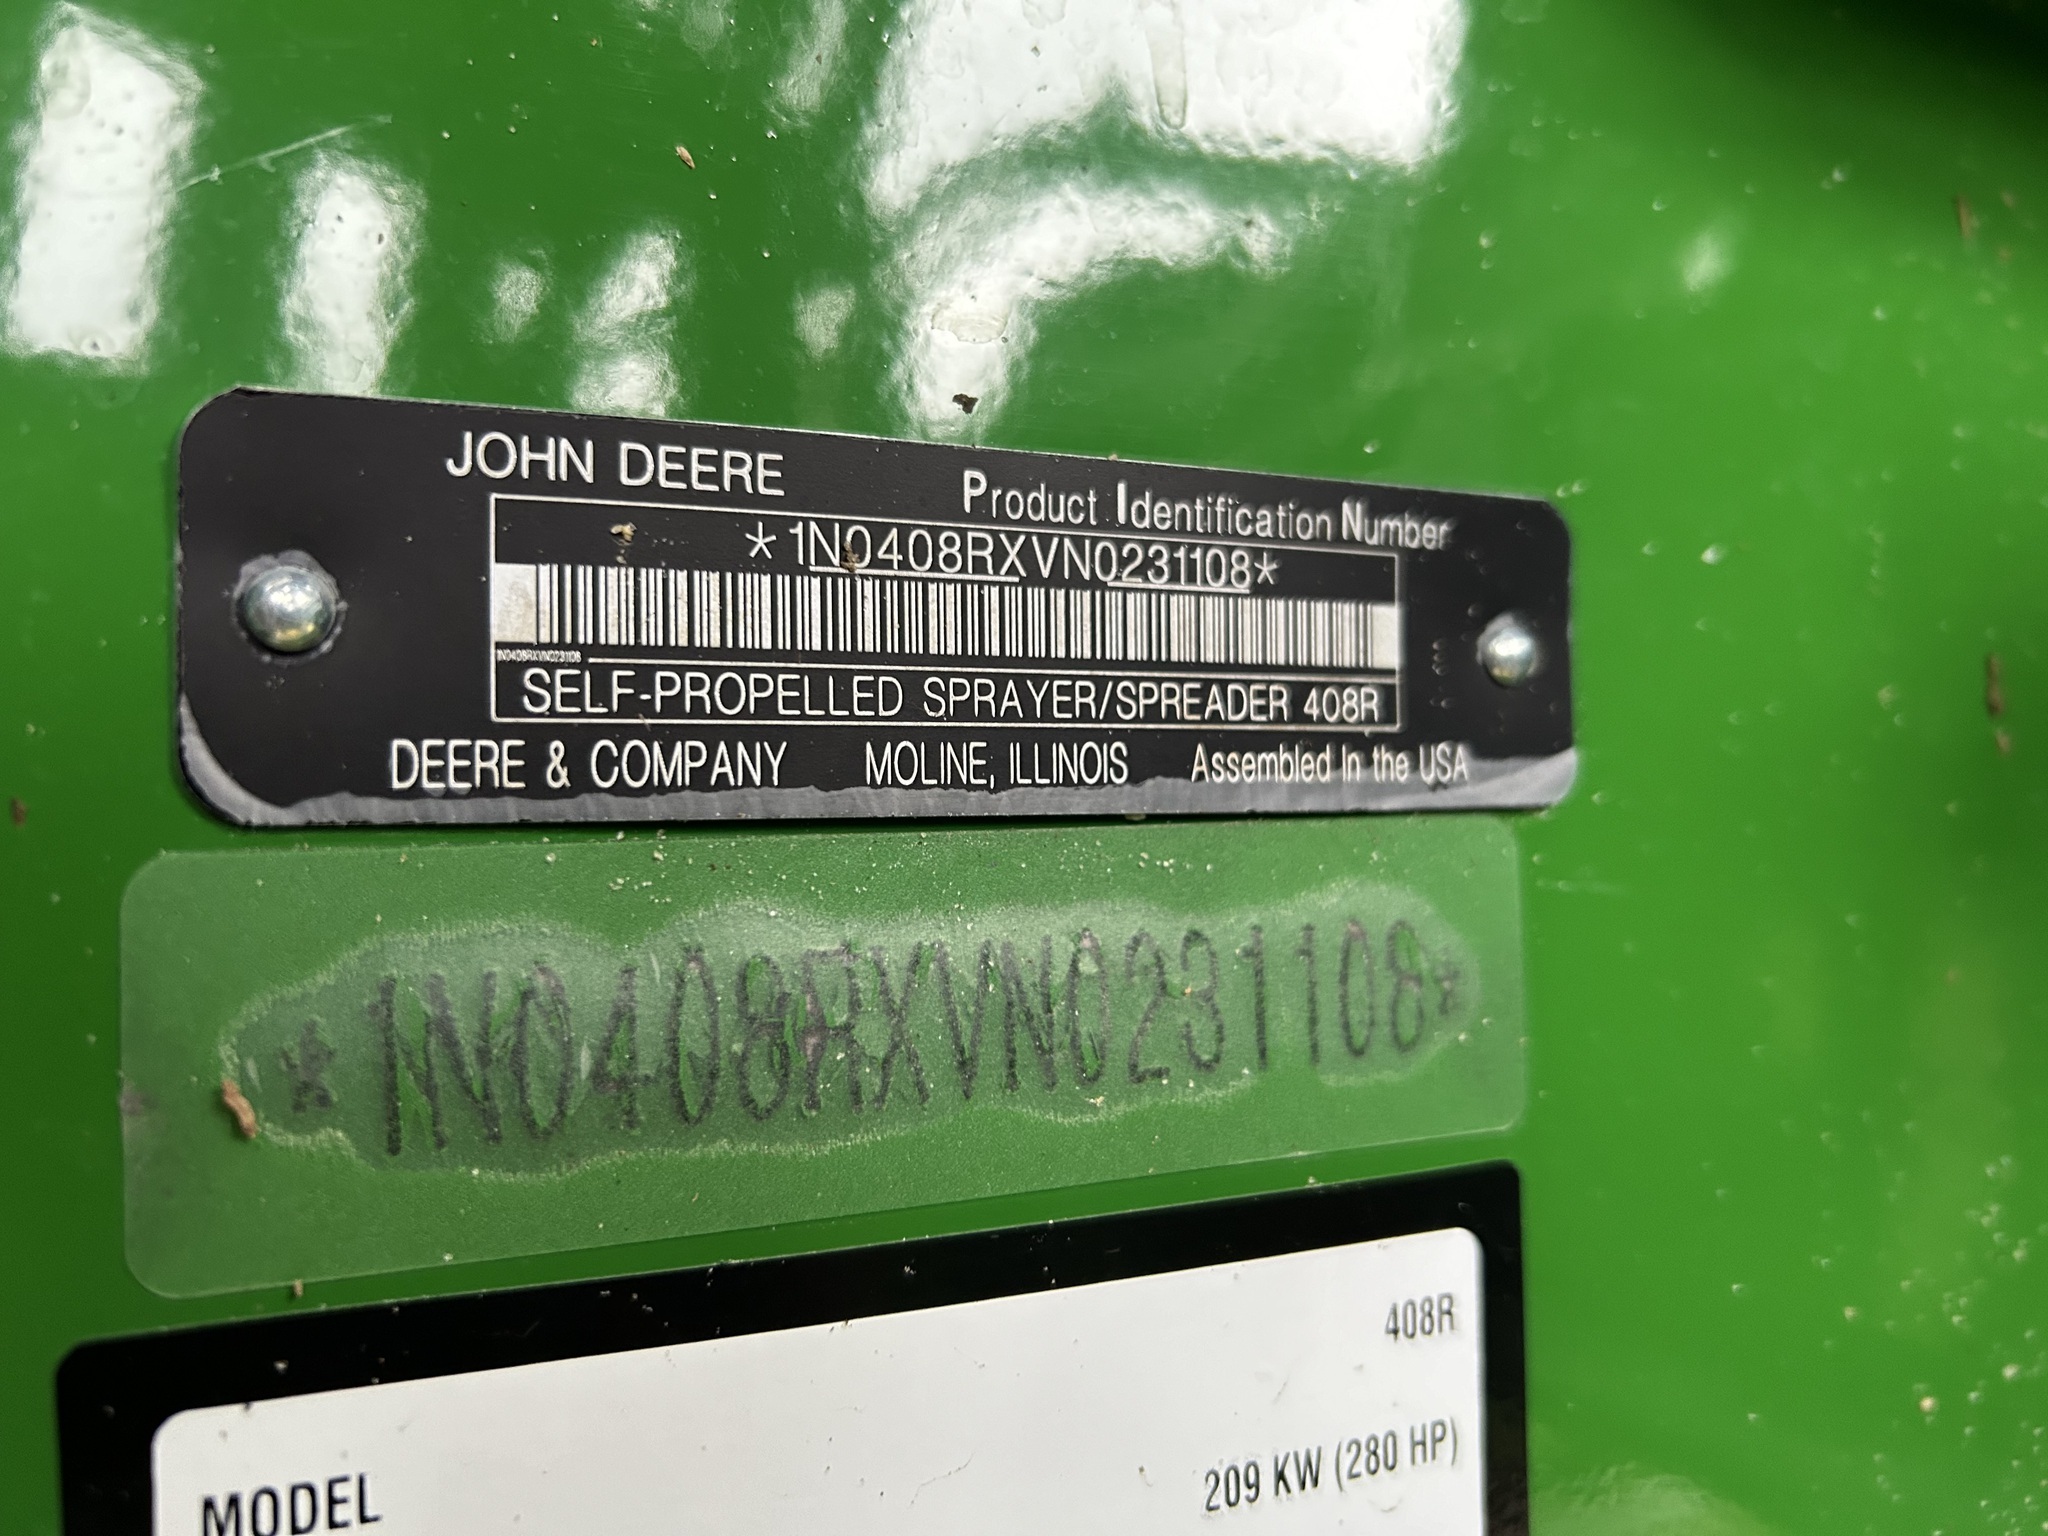 JOHN DEERE
Product Identification Number
*1N0408RXVN0231108*
1N0408RXVN0231108
SELF-PROPELLED SPRAYER/SPREADER 408R
DEERE & COMPANY MOLINE, ILLINOIS Assembled In the USA
*1N0408RXVN0231108*
408R
MODEL 209 KW (280 HP)